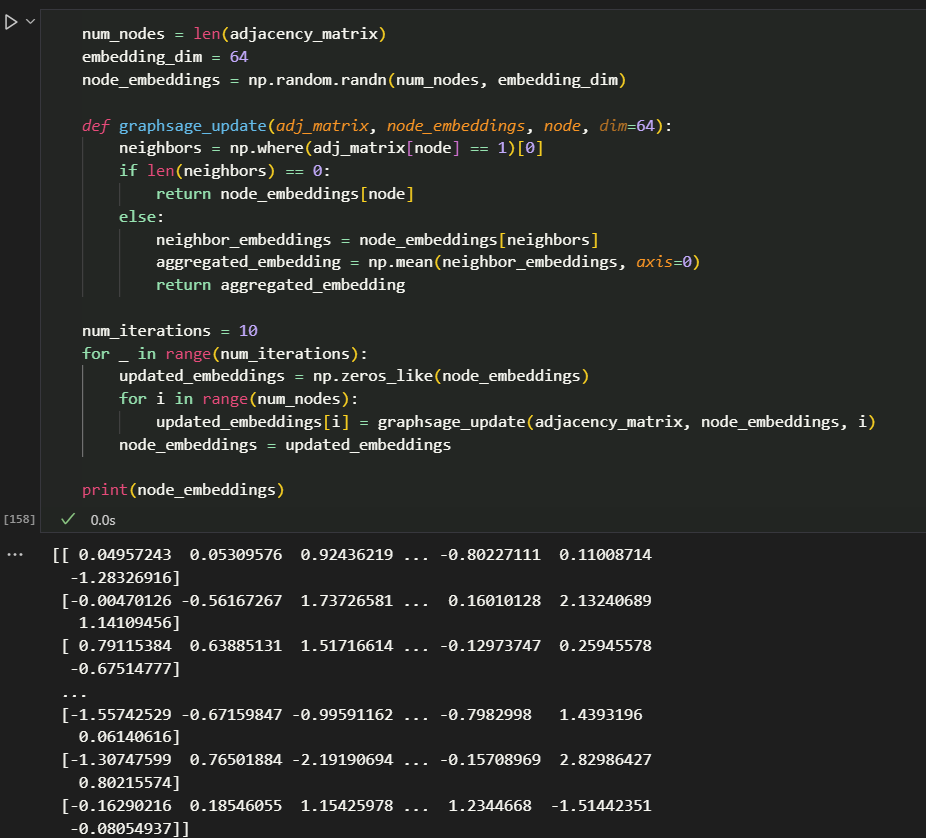 num_nodes = len(adjacency_matrix)
embedding_dim = 64
node_embeddings = np.random.randn(num_nodes, embedding_dim)

def graphsage_update(adj_matrix, node_embeddings, node, dim=64):
    neighbors = np.where(adj_matrix[node] == 1)[0]
    if len(neighbors) == 0:
        return node_embeddings[node]
    else:
        neighbor_embeddings = node_embeddings[neighbors]
        aggregated_embedding = np.mean(neighbor_embeddings, axis=0)
        return aggregated_embedding

num_iterations = 10
for _ in range(num_iterations):
    updated_embeddings = np.zeros_like(node_embeddings)
    for i in range(num_nodes):
        updated_embeddings[i] = graphsage_update(adjacency_matrix, node_embeddings, i)
    node_embeddings = updated_embeddings

print(node_embeddings)
[158] ✓ 0.0s
... [[ 0.04957243  0.05309576  0.92436219 ... -0.80227111  0.11008714
  -1.28326916]
 [-0.00470126 -0.56167267  1.73726581 ...  0.16010128  2.13240689
   1.14109456]
 [ 0.79115384  0.63885131  1.51716614 ... -0.12973747  0.25945578
  -0.67514777]
 ...
 [-1.55742529 -0.67159847 -0.99591162 ... -0.7982998   1.4393196
   0.06140616]
 [-1.30747599  0.76501884 -2.19190694 ... -0.15708969  2.82986427
   0.80215574]
 [-0.16290216  0.18546055  1.15425978 ...  1.2344668  -1.51442351
  -0.08054937]]